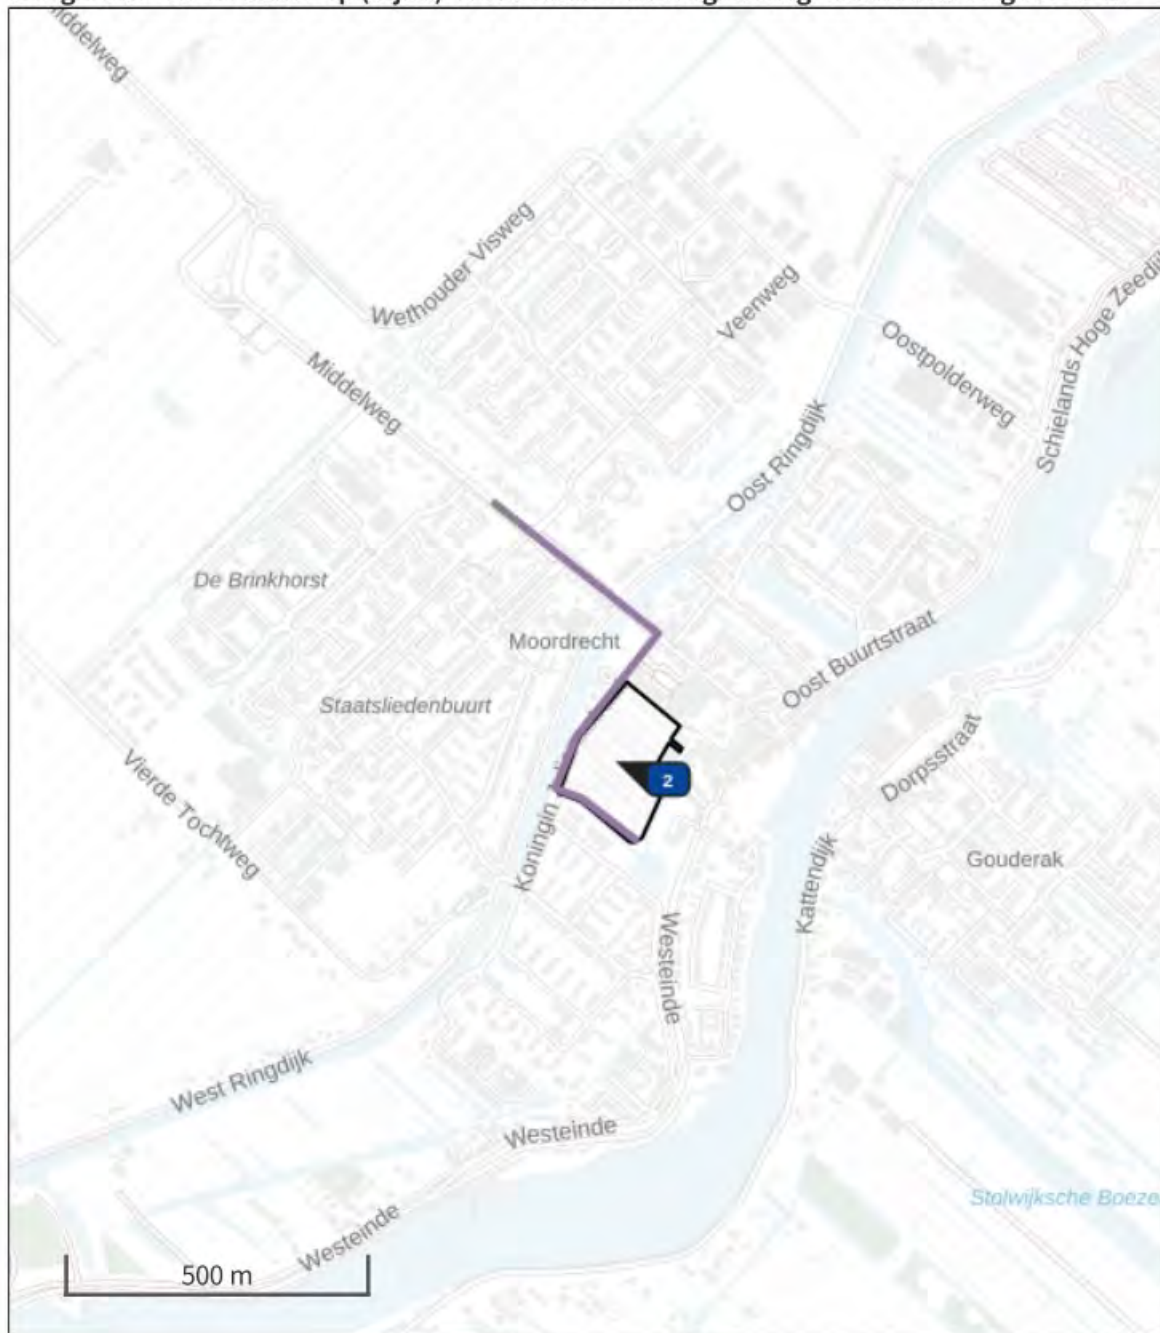 Middelweg
Wethouder Visweg
Veenweg
Schielands Hoge Zeedijk
Oostpolderweg
Middelweg
Oost Ringdijk
De Brinkhorst
Moordrecht
Oost Buurtstraat
Staatsliedenbuurt
Dorpsstraat
2
Vierde Tochtweg
Koningin
Gouderak
Kattendijk
Westeinde
West Ringdijk
Westeinde
Stolwijksche Boeze
Westeinde
500 m